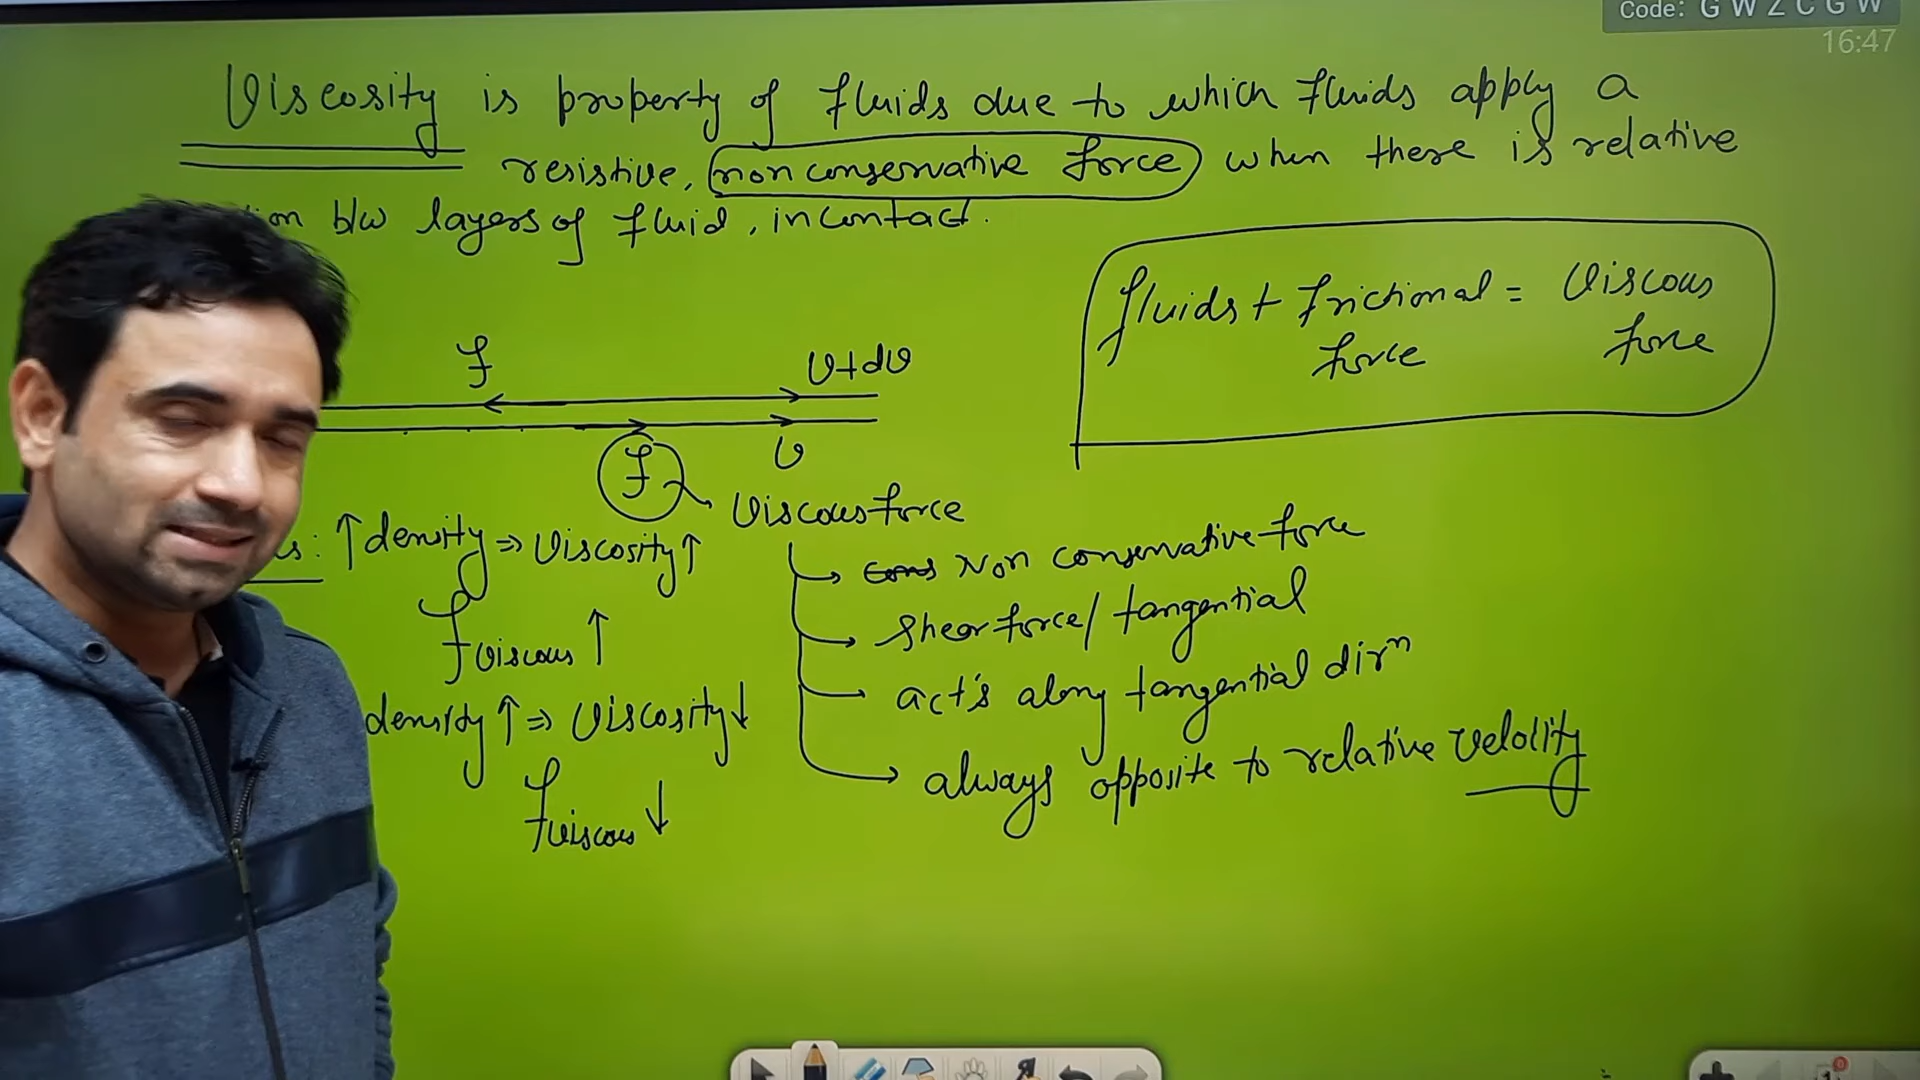 Code: G W Z C G W
16:47
Viscosity is property of fluids due to which fluids apply a
resistive, non conservative force when there is relative
b/w layers of fluid, in contact.
fluids + frictional = Viscous
force force
f V+dV
f V
Viscous force
↑ density ⇒ Viscosity ↑
f viscous ↑
density ↑ ⇒ Viscosity ↓
f viscous ↓
→ Non conservative force
→ Shear force/ tangential
→ act's along tangential dirⁿ
→ always opposite to relative velocity